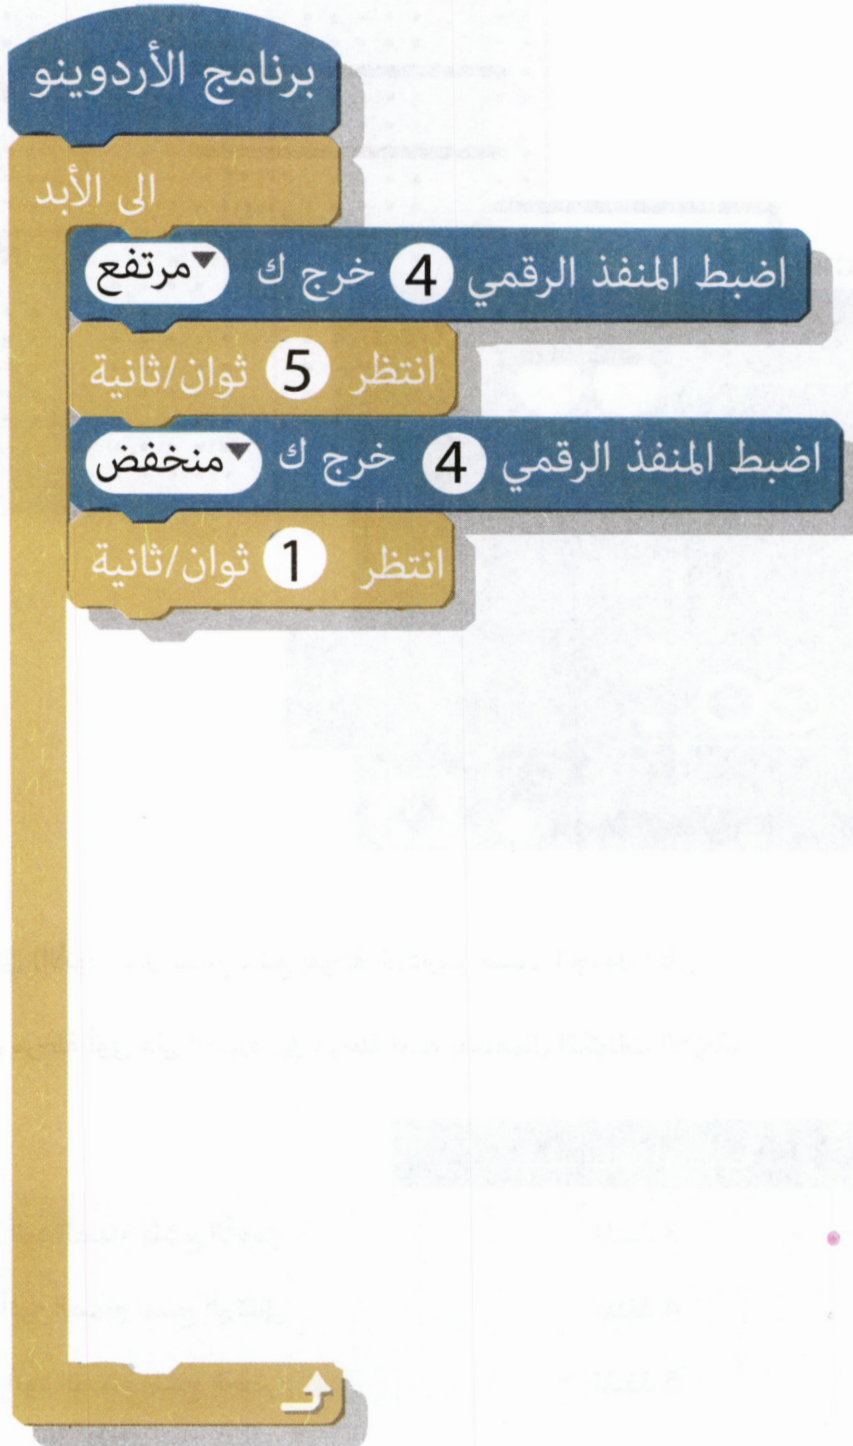 برنامج الأردوينو
الى الأبد
اضبط المنفذ الرقمي 4 خرج ك مرتفع
انتظر 5 ثوان/ثانية
اضبط المنفذ الرقمي 4 خرج ك منخفض
انتظر 1 ثوان/ثانية